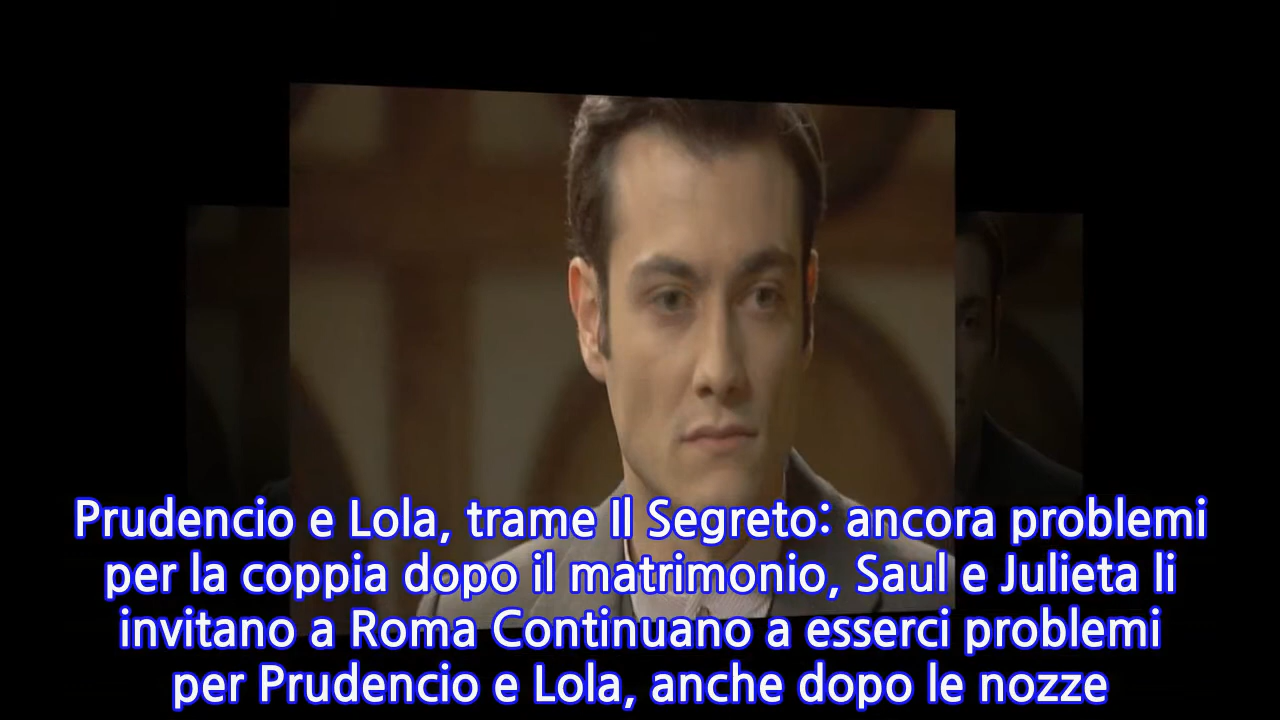 Prudencio e Lola, trame Il Segreto: ancora problemi
per la coppia dopo il matrimonio, Saul e Julieta li
invitano a Roma Continuano a esserci problemi
per Prudencio e Lola, anche dopo le nozze